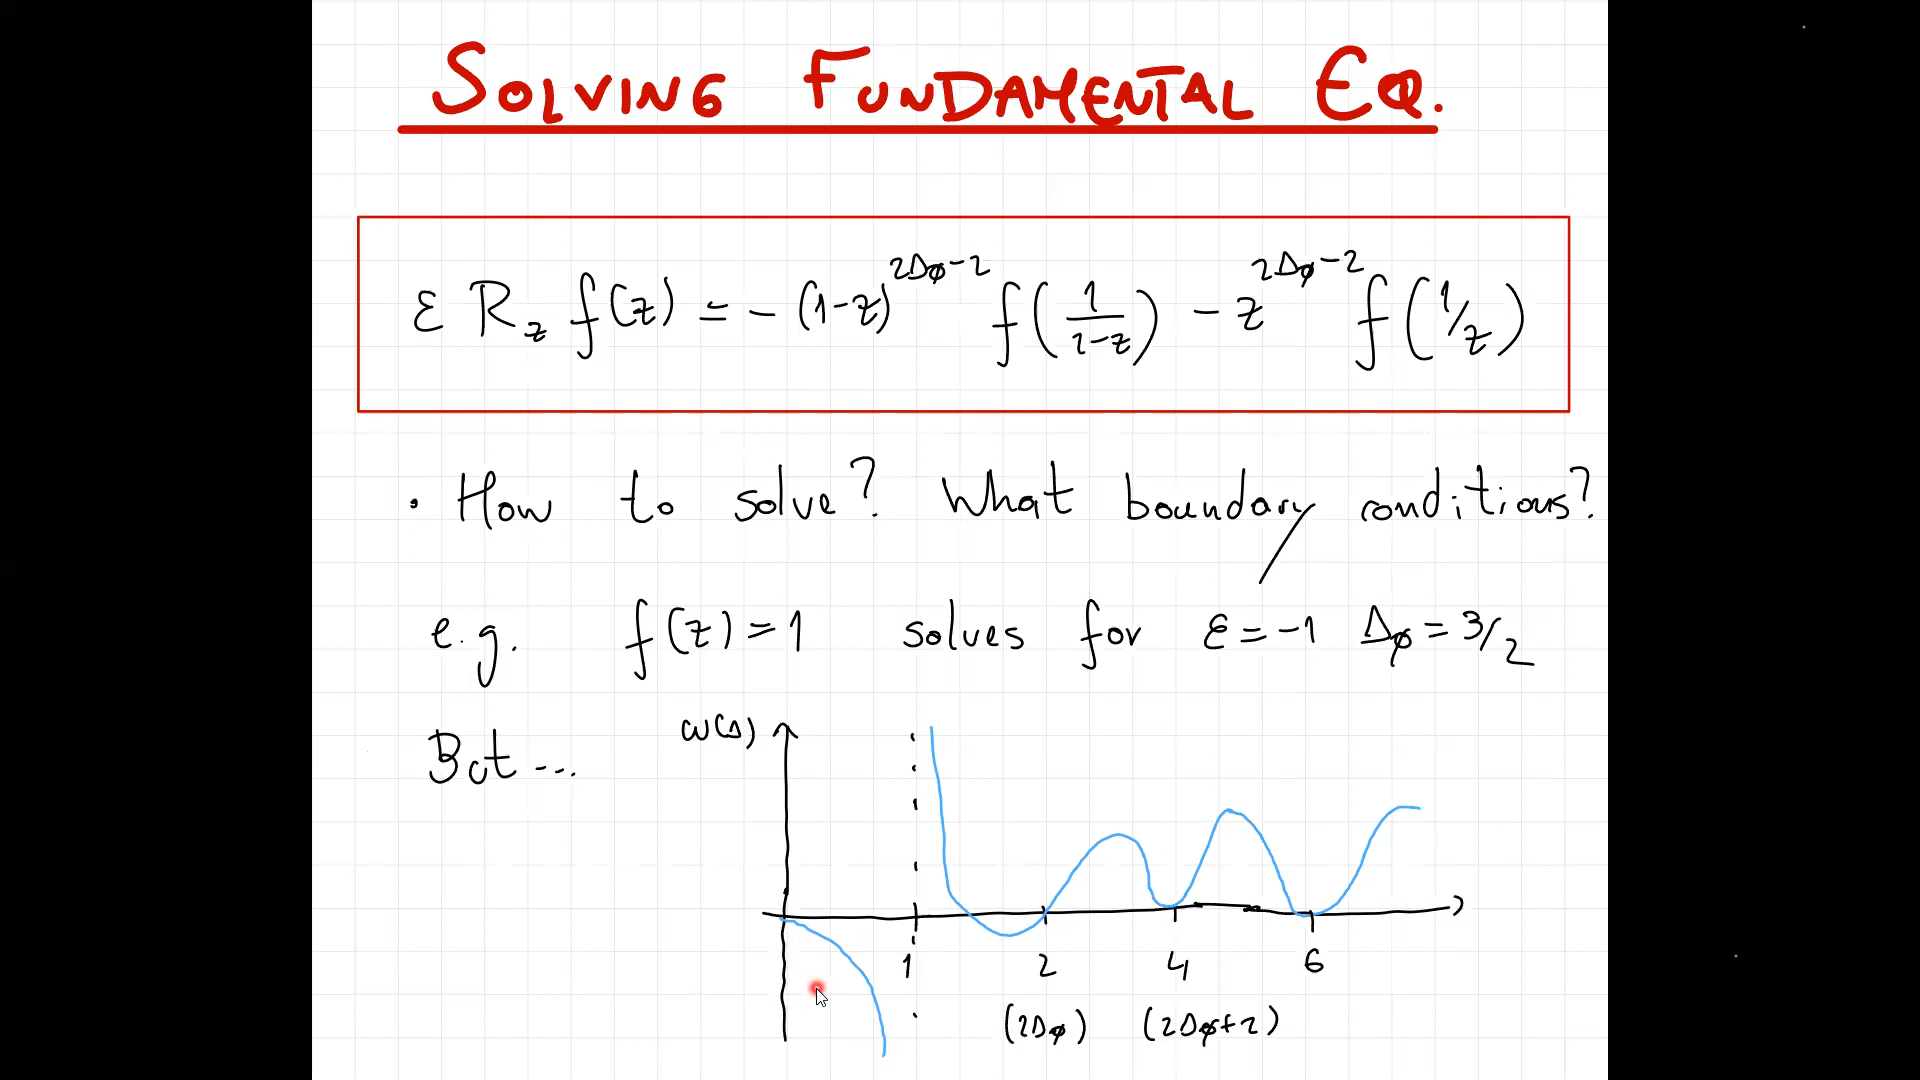 SOLVING FUNDAMENTAL EQ.
ε R_z f(z) = - (1-z)^{2Δφ-2} f(1/(1-z)) - z^{2Δφ-2} f(1/z)
• How to solve? What boundary conditions?
e.g. f(z) = 1 solves for ε = -1 Δφ = 3/2
But ... ω(Δ)
1 2 4 6
(2Δφ) (2Δφ+2)